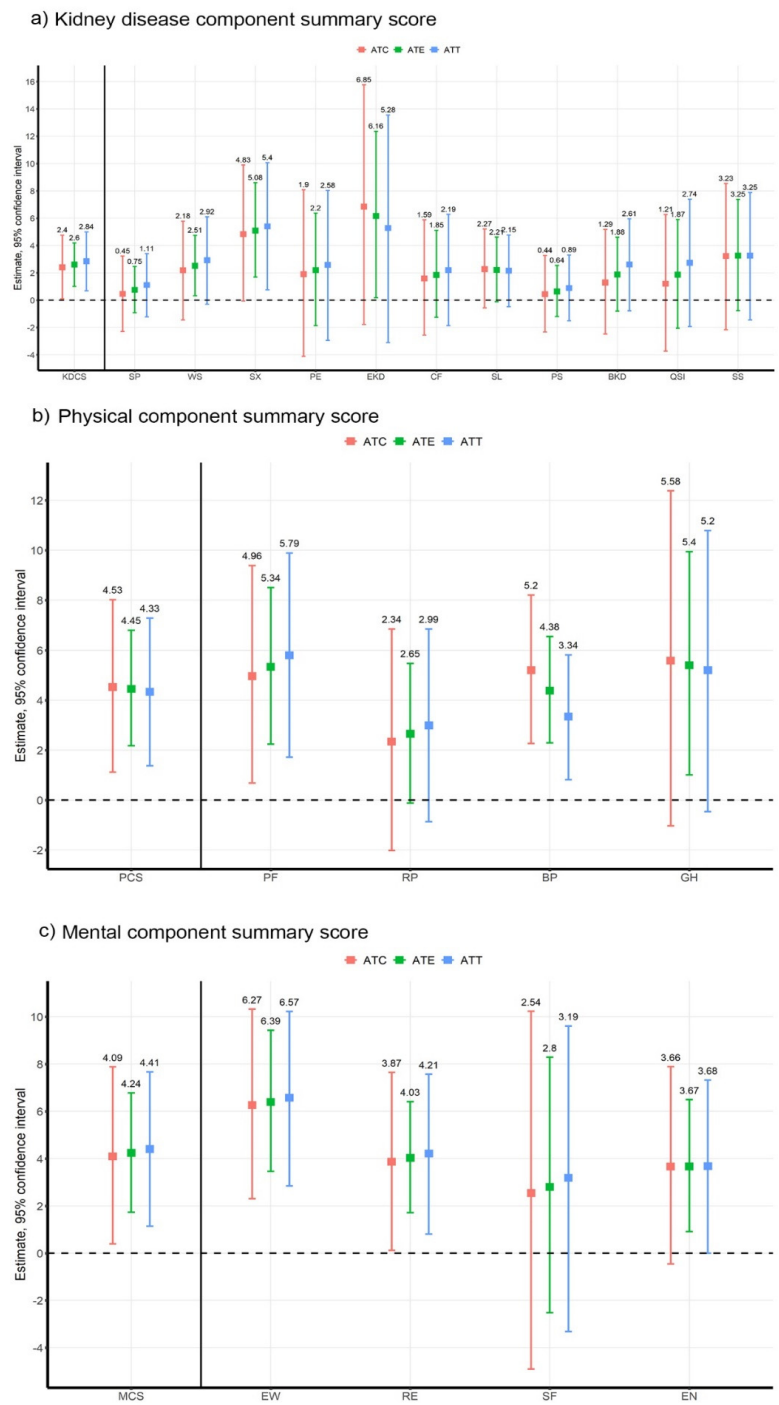 a) Kidney disease component summary score
ATC ATE ATT
Estimate, 95% confidence interval
16
14
12
10
8
6
4
2
0
-2
-4
2.4 2.6 2.84
0.45 0.75 1.11
2.18 2.51 2.92
4.83 5.08 5.4
1.9 2.2 2.58
6.85 6.16 5.28
1.59 1.85 2.19
2.27 2.21 2.15
0.44 0.64 0.89
1.29 1.88 2.61
1.21 1.87 2.74
3.23 3.25 3.25
KDCS SP WS SX PE EKD CF SL PS BKD QSI SS
b) Physical component summary score
ATC ATE ATT
Estimate, 95% confidence interval
12
10
8
6
4
2
0
-2
4.53 4.45 4.33
4.96 5.34 5.79
2.34 2.65 2.99
5.2 4.38 3.34
5.58 5.4 5.2
PCS PF RP BP GH
c) Mental component summary score
ATC ATE ATT
Estimate, 95% confidence interval
10
8
6
4
2
0
-2
-4
4.09 4.24 4.41
6.27 6.39 6.57
3.87 4.03 4.21
2.54 2.8 3.19
3.66 3.67 3.68
MCS EW RE SF EN